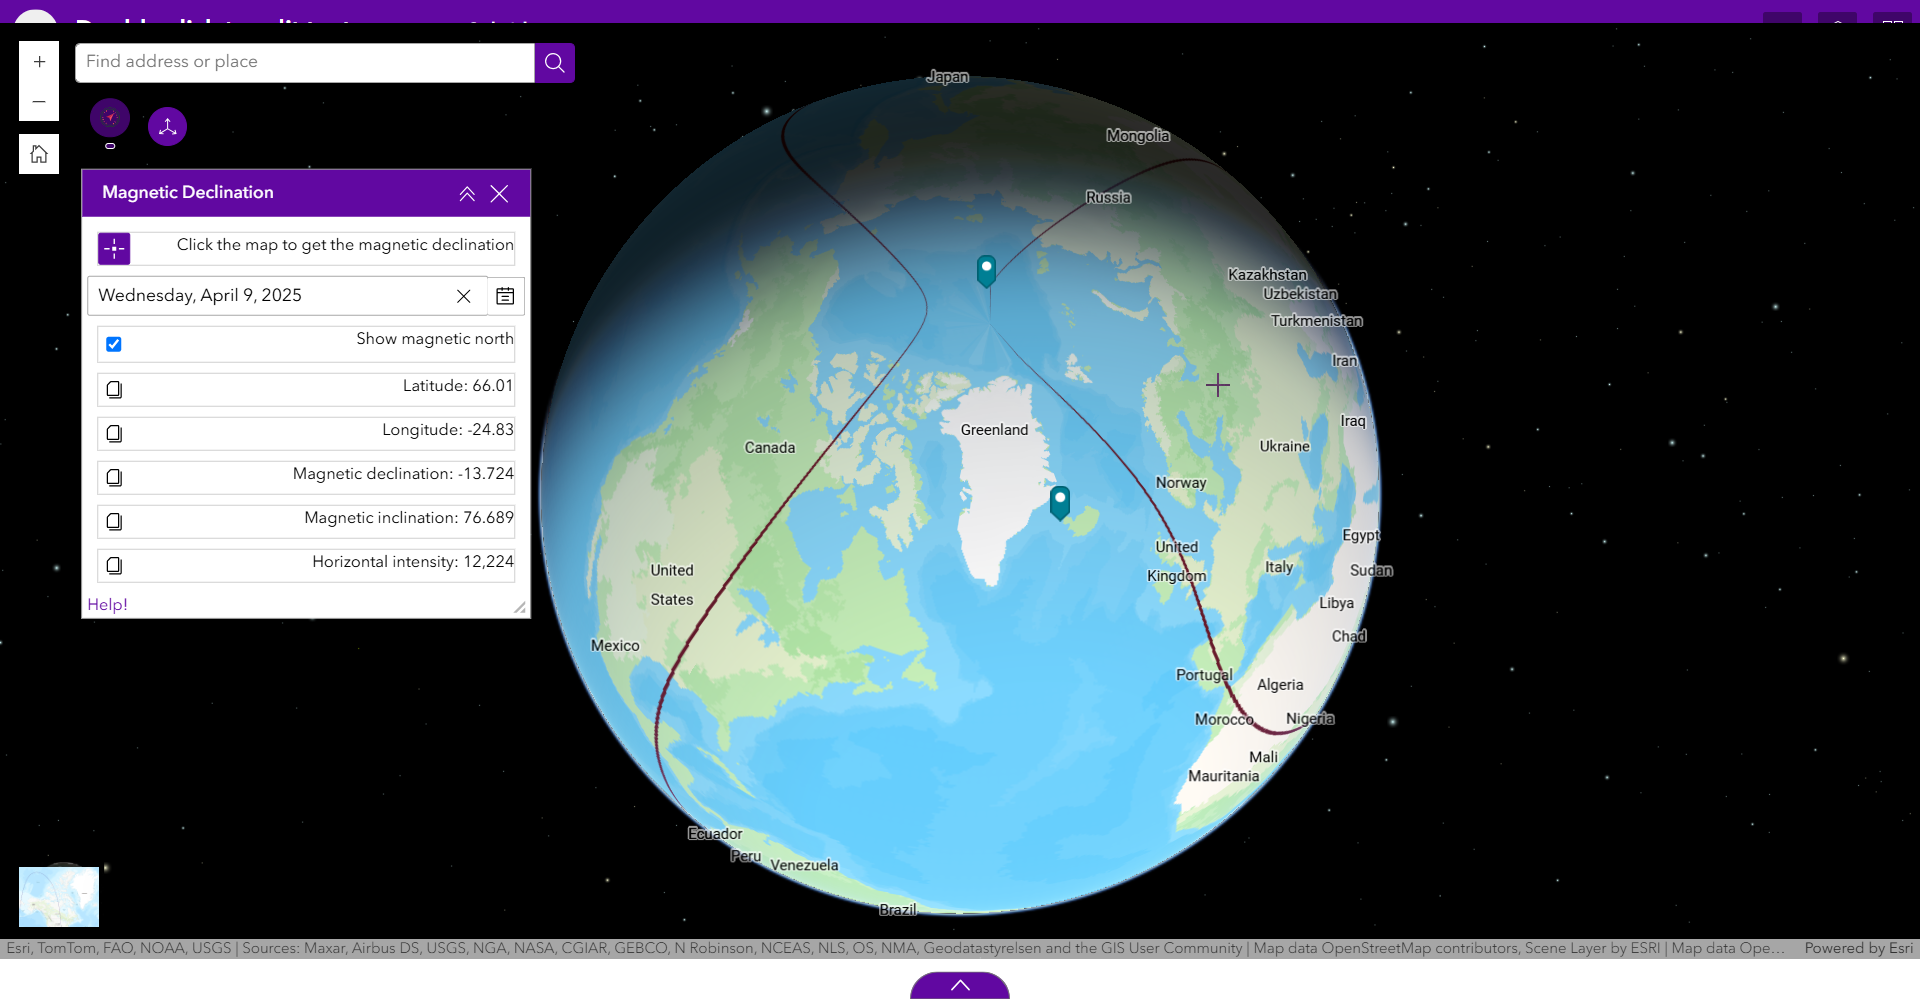 Find address or place
Magnetic Declination
Click the map to get the magnetic declination
Wednesday, April 9, 2025
Show magnetic north
Latitude: 66.01
Longitude: -24.83
Magnetic declination: -13.724
Magnetic inclination: 76.689
Horizontal intensity: 12,224
Help!
Japan
Mongolia
Russia
Kazakhstan
Uzbekistan
Turkmenistan
Iran
Iraq
Greenland
Canada
Ukraine
Norway
Egypt
United
Kingdom
Italy
Sudan
United
States
Libya
Chad
Mexico
Portugal
Algeria
Morocco
Nigeria
Mali
Mauritania
Ecuador
Peru
Venezuela
Brazil
Esri, TomTom, FAO, NOAA, USGS | Sources: Maxar, Airbus DS, USGS, NGA, NASA, CGIAR, GEBCO, N Robinson, NCEAS, NLS, OS, NMA, Geodatastyrelsen and the GIS User Community | Map data OpenStreetMap contributors, Scene Layer by ESRI | Map data Ope...
Powered by Esri